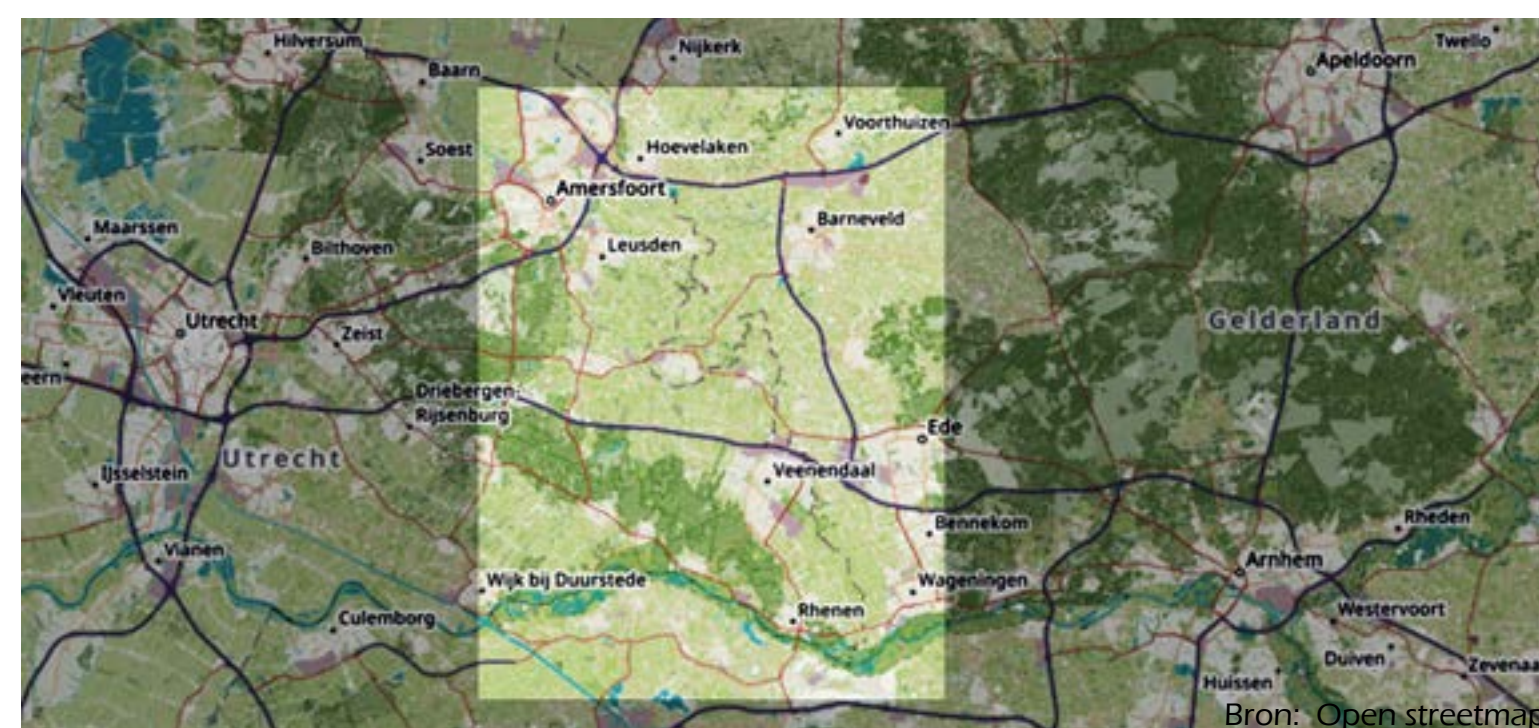 Hilversum
Nijkerk
Baarn
Apeldoorn
Twello
Soest
Hoevelaken
Voorthuizen
Amersfoort
Maarssen
Bilthoven
Leusden
Barneveld
Vleuten
Utrecht
Zeist
Gelderland
eern
Driebergen-
Rijsenburg
Ede
Utrecht
IJsselstein
Veenendaal
Bennekom
Rheden
Vianen
Arnhem
Wijk bij Duurstede
Wageningen
Culemborg
Rhenen
Westervoort
Duiven
Zevenaa
Huissen
Bron: Open streetmap